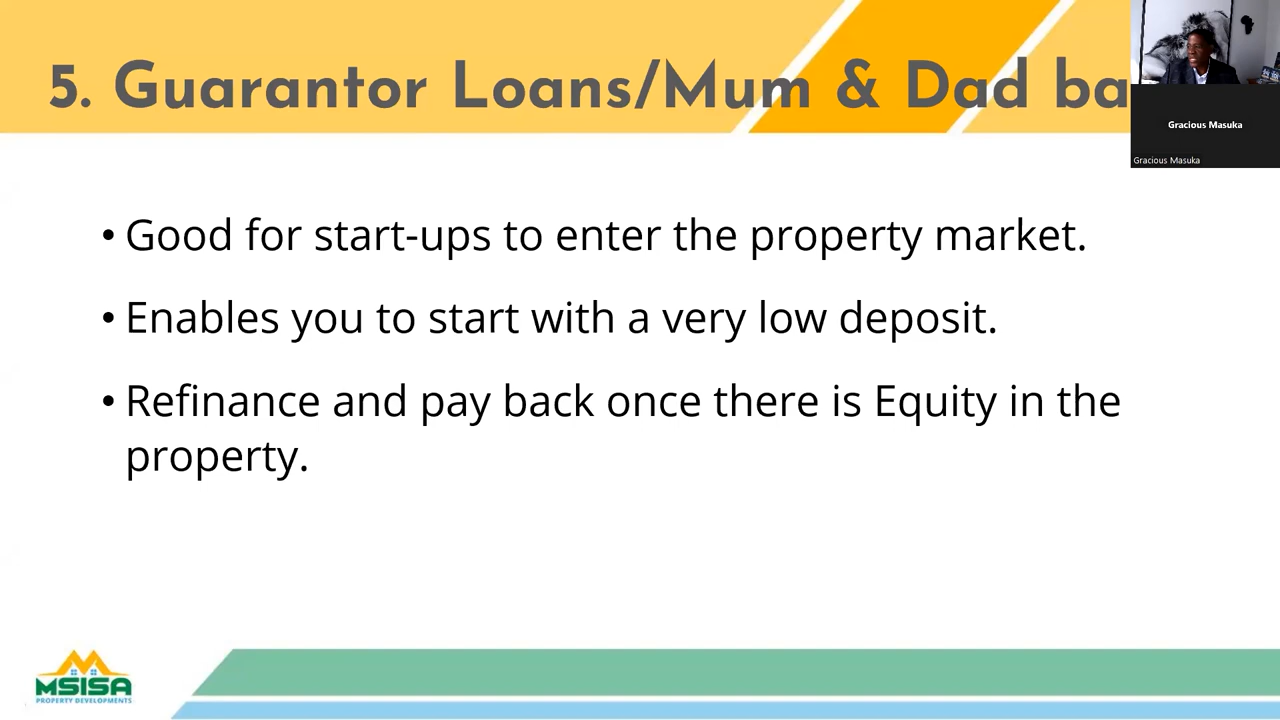 5. Guarantor Loans/Mum & Dad ba
Gracious Masuka
Gracious Masuka
• Good for start-ups to enter the property market.
• Enables you to start with a very low deposit.
• Refinance and pay back once there is Equity in the
property.
MSISA
PROPERTY DEVELOPMENTS